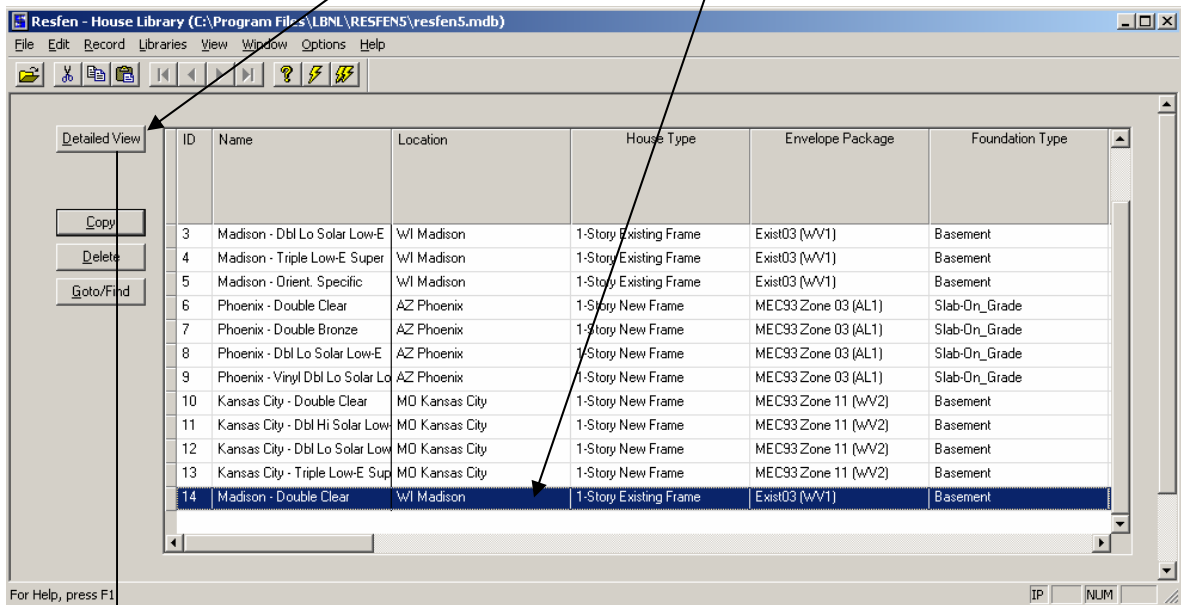 Resfen - House Library (C:\Program Files\LBNL\RESFEN5\resfen5.mdb)
File Edit Record Libraries View Window Options Help
Detailed View
Copy
Delete
Goto/Find
ID Name Location House Type Envelope Package Foundation Type
3 Madison - Dbl Lo Solar Low-E WI Madison 1-Story Existing Frame Exist03 (WV1) Basement
4 Madison - Triple Low-E Super WI Madison 1-Story Existing Frame Exist03 (WV1) Basement
5 Madison - Orient. Specific WI Madison 1-Story Existing Frame Exist03 (WV1) Basement
6 Phoenix - Double Clear AZ Phoenix 1-Story New Frame MEC93 Zone 03 (AL1) Slab-On_Grade
7 Phoenix - Double Bronze AZ Phoenix 1-Story New Frame MEC93 Zone 03 (AL1) Slab-On_Grade
8 Phoenix - Dbl Lo Solar Low-E AZ Phoenix 1-Story New Frame MEC93 Zone 03 (AL1) Slab-On_Grade
9 Phoenix - Vinyl Dbl Lo Solar Lo AZ Phoenix 1-Story New Frame MEC93 Zone 03 (AL1) Slab-On_Grade
10 Kansas City - Double Clear MO Kansas City 1-Story New Frame MEC93 Zone 11 (WV2) Basement
11 Kansas City - Dbl Hi Solar Low- MO Kansas City 1-Story New Frame MEC93 Zone 11 (WV2) Basement
12 Kansas City - Dbl Lo Solar Low MO Kansas City 1-Story New Frame MEC93 Zone 11 (WV2) Basement
13 Kansas City - Triple Low-E Sup MO Kansas City 1-Story New Frame MEC93 Zone 11 (WV2) Basement
14 Madison - Double Clear WI Madison 1-Story Existing Frame Exist03 (WV1) Basement
For Help, press F1 IP NUM